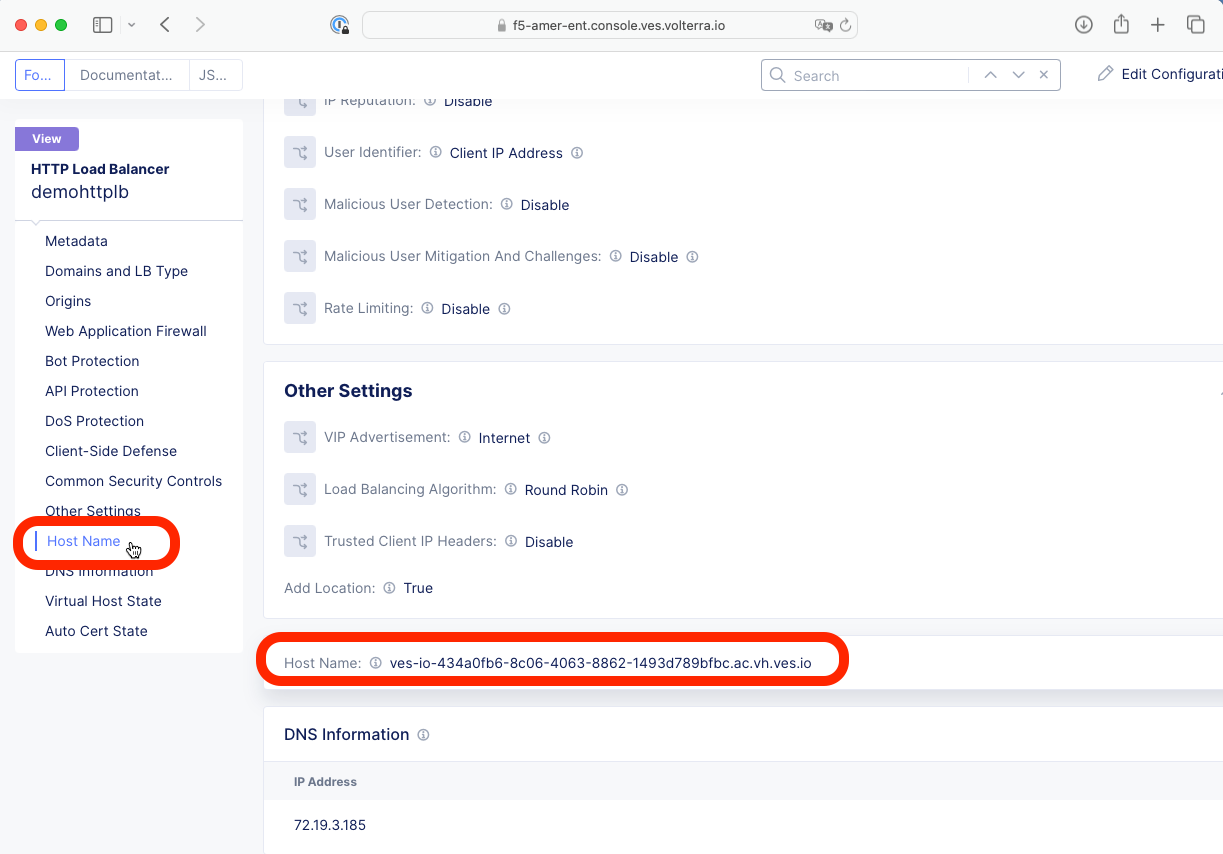 f5-amer-ent.console.ves.volterra.io
Fo...
Documentat...
JS...
Search
Edit Configurati
View
HTTP Load Balancer
demohttplb
Metadata
Domains and LB Type
Origins
Web Application Firewall
Bot Protection
API Protection
DoS Protection
Client-Side Defense
Common Security Controls
Other Settings
Host Name
DNS Information
Virtual Host State
Auto Cert State
IP Reputation: Disable
User Identifier: Client IP Address
Malicious User Detection: Disable
Malicious User Mitigation And Challenges: Disable
Rate Limiting: Disable
Other Settings
VIP Advertisement: Internet
Load Balancing Algorithm: Round Robin
Trusted Client IP Headers: Disable
Add Location: True
Host Name: ves-io-434a0fb6-8c06-4063-8862-1493d789bfbc.ac.vh.ves.io
DNS Information
IP Address
72.19.3.185